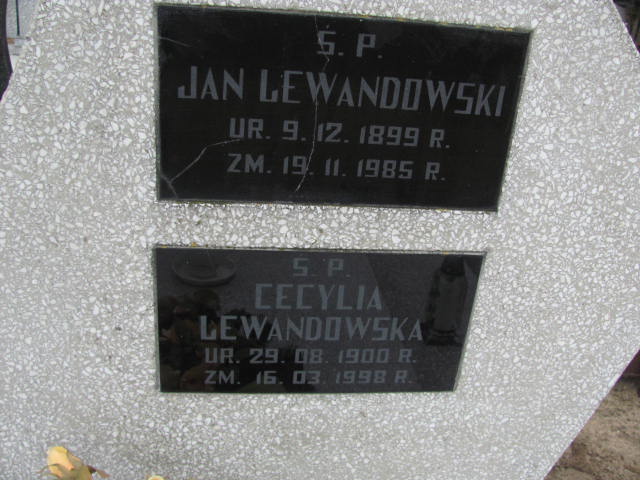 Ś. P.
JAN LEWANDOWSKI
UR. 9. 12. 1899 R.
ZM. 19. 11. 1985 R.
Ś. P.
CECYLIA
LEWANDOWSKA
UR. 29. 08. 1900 R.
ZM. 16. 03. 1998 R.